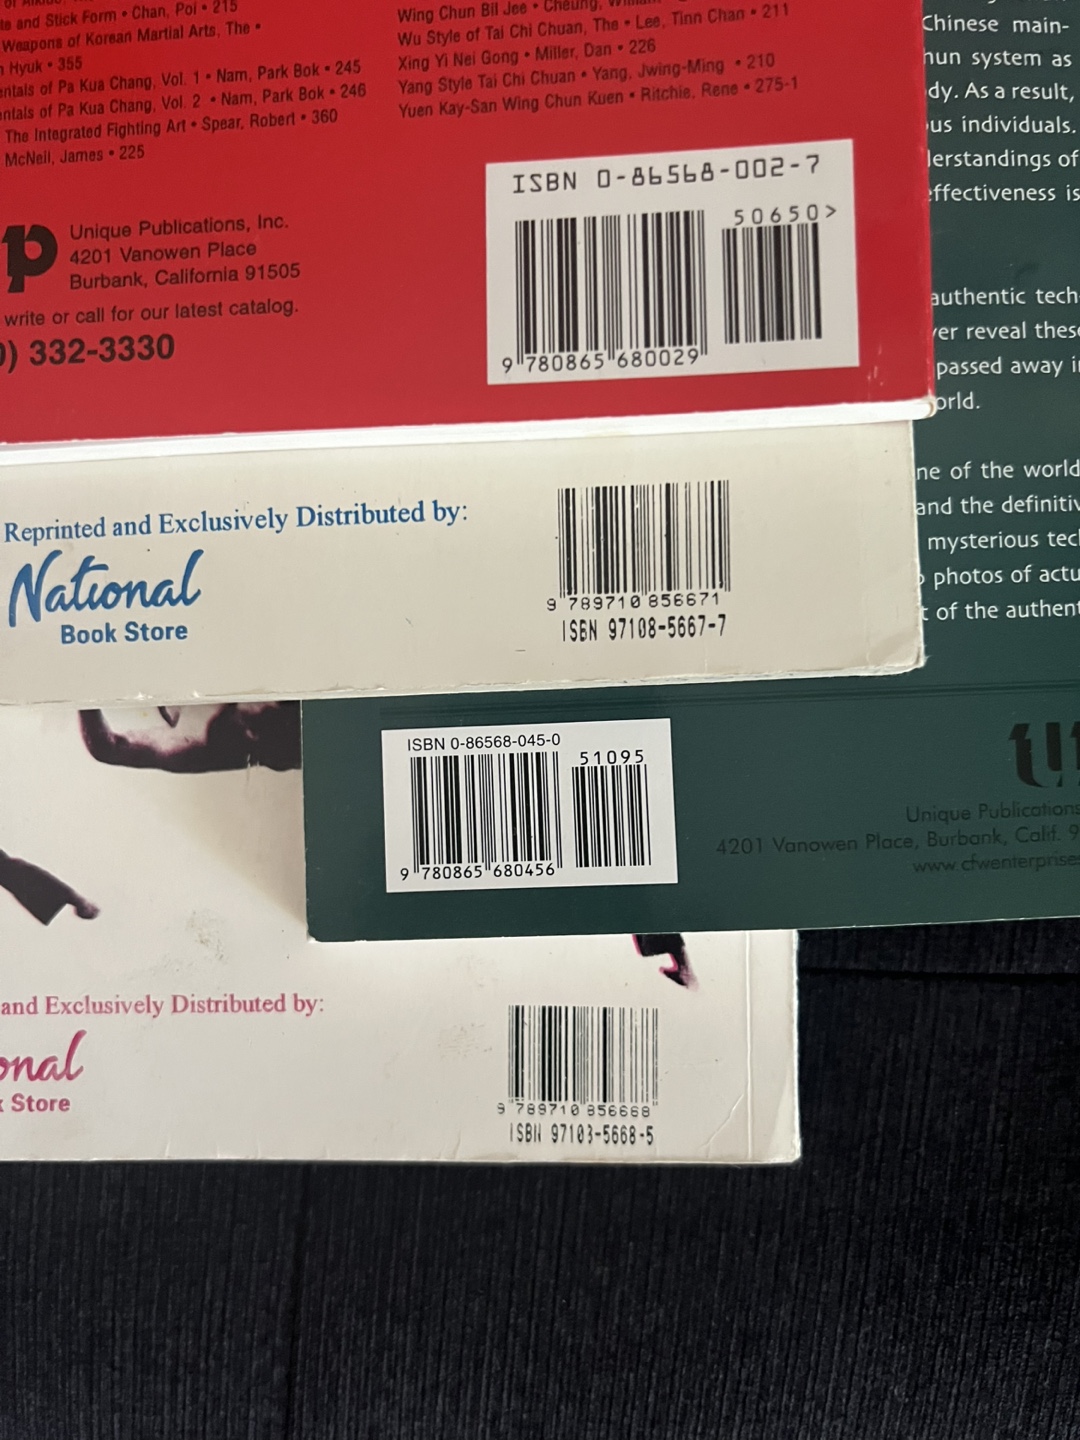 te and Stick Form • Chan, Poi • 215
Weapons of Korean Martial Arts, The •
Hyuk • 355
entals of Pa Kua Chang, Vol. 1 • Nam, Park Bok • 245
entals of Pa Kua Chang, Vol. 2 • Nam, Park Bok • 246
The Integrated Fighting Art • Spear, Robert • 360
McNeil, James • 225
Wing Chun Bil Jee • Cheung,
Wu Style of Tai Chi Chuan, The • Lee, Tinn Chan • 211
Xing Yi Nei Gong • Miller, Dan • 226
Yang Style Tai Chi Chuan • Yang, Jwing-Ming • 210
Yuen Kay-San Wing Chun Kuen • Ritchie, Rene • 275-1
up
Unique Publications, Inc.
4201 Vanowen Place
Burbank, California 91505
write or call for our latest catalog.
0) 332-3330
ISBN 0-86568-002-7
50650>
9 780865 680029
Chinese main-
hun system as
dy. As a result,
us individuals.
derstandings of
effectiveness is
authentic tech
er reveal these
passed away i
orld.
ne of the world
and the definitiv
mysterious tec
photos of actu
t of the authent
Reprinted and Exclusively Distributed by:
National
Book Store
9 789710 856671
ISBN 97108-5667-7
ISBN 0-86568-045-0
51095
9 780865 680456
Unique Publications
4201 Vanowen Place, Burbank, Calif. 9
www.cfwenterprises
and Exclusively Distributed by:
onal
k Store
9 789710 856688
ISBN 97108-5668-5